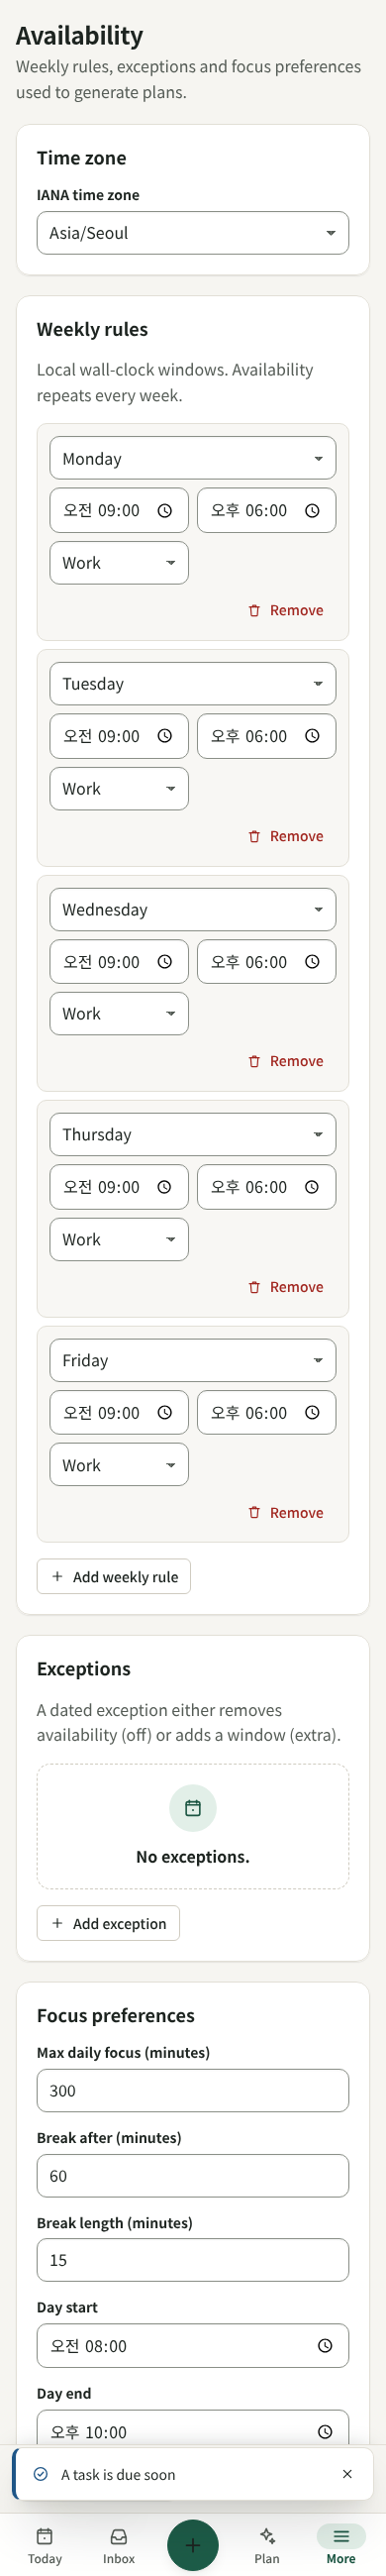 Availability
Weekly rules, exceptions and focus preferences
used to generate plans.
Time zone
IANA time zone
Asia/Seoul
Weekly rules
Local wall-clock windows. Availability
repeats every week.
Monday
오전 09:00 오후 06:00
Work
Remove
Tuesday
오전 09:00 오후 06:00
Work
Remove
Wednesday
오전 09:00 오후 06:00
Work
Remove
Thursday
오전 09:00 오후 06:00
Work
Remove
Friday
오전 09:00 오후 06:00
Work
Remove
+ Add weekly rule
Exceptions
A dated exception either removes
availability (off) or adds a window (extra).
No exceptions.
+ Add exception
Focus preferences
Max daily focus (minutes)
300
Break after (minutes)
60
Break length (minutes)
15
Day start
오전 08:00
Day end
오후 10:00
A task is due soon
Today Inbox Plan More